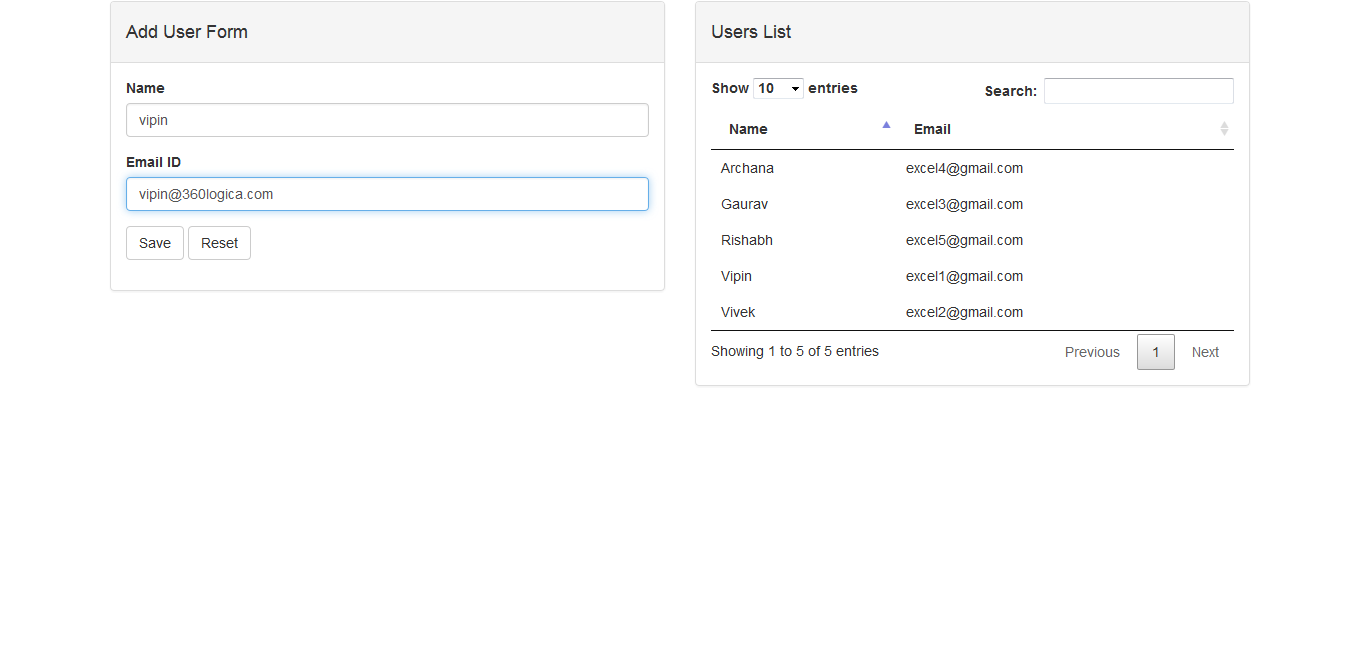 Add User Form
Name
vipin
Email ID
vipin@360logica.com
Save Reset
Users List
Show 10 entries Search:
Name Email
Archana excel4@gmail.com
Gaurav excel3@gmail.com
Rishabh excel5@gmail.com
Vipin excel1@gmail.com
Vivek excel2@gmail.com
Showing 1 to 5 of 5 entries Previous 1 Next